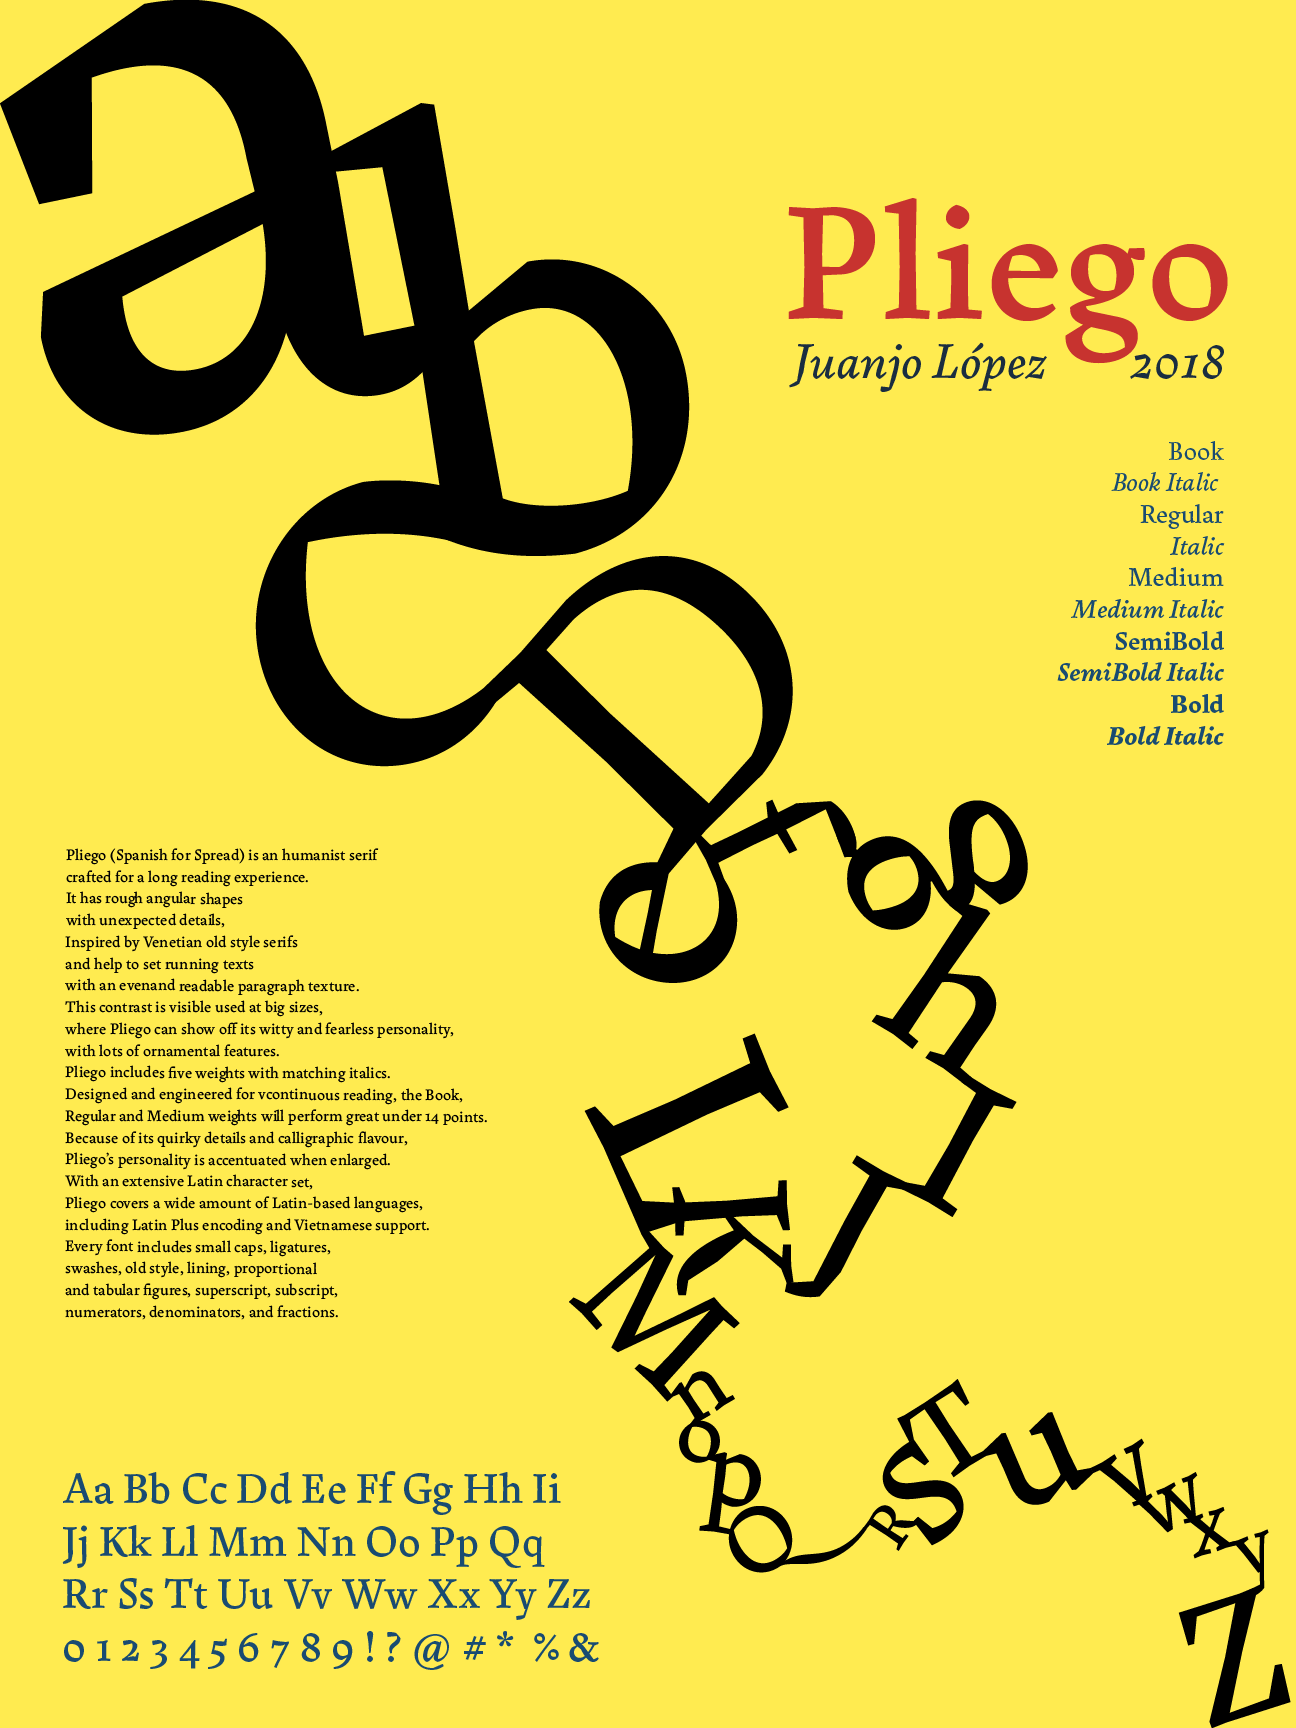 Pliego
Juanjo López 2018
Book
Book Italic
Regular
Italic
Medium
Medium Italic
SemiBold
SemiBold Italic
Bold
Bold Italic
a b c D e f g h I J K L M n o p Q R S T u v w x y Z
Pliego (Spanish for Spread) is an humanist serif
crafted for a long reading experience.
It has rough angular shapes
with unexpected details,
Inspired by Venetian old style serifs
and help to set running texts
with an evenand readable paragraph texture.
This contrast is visible used at big sizes,
where Pliego can show off its witty and fearless personality,
with lots of ornamental features.
Pliego includes five weights with matching italics.
Designed and engineered for vcontinuous reading, the Book,
Regular and Medium weights will perform great under 14 points.
Because of its quirky details and calligraphic flavour,
Pliego’s personality is accentuated when enlarged.
With an extensive Latin character set,
Pliego covers a wide amount of Latin-based languages,
including Latin Plus encoding and Vietnamese support.
Every font includes small caps, ligatures,
swashes, old style, lining, proportional
and tabular figures, superscript, subscript,
numerators, denominators, and fractions.
Aa Bb Cc Dd Ee Ff Gg Hh Ii
Jj Kk Ll Mm Nn Oo Pp Qq
Rr Ss Tt Uu Vv Ww Xx Yy Zz
0 1 2 3 4 5 6 7 8 9 ! ? @ # * % &